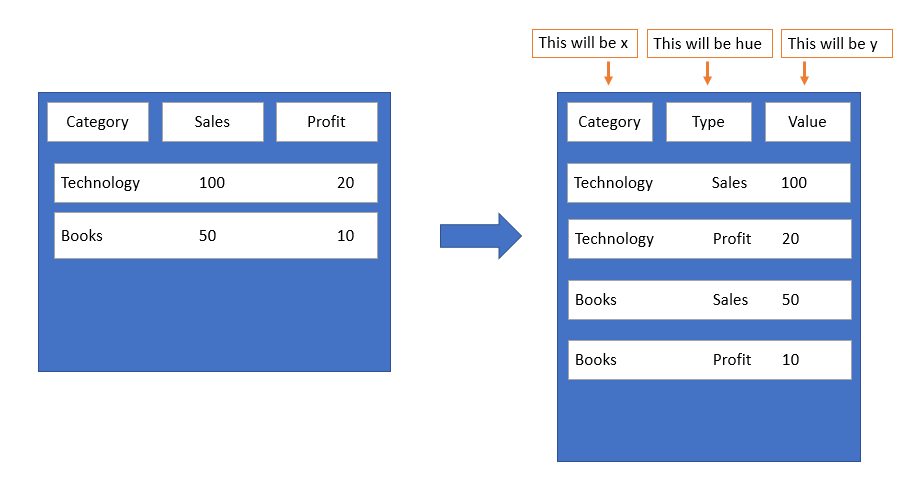 This will be x This will be hue This will be y
Category Sales Profit
Technology 100 20
Books 50 10
Category Type Value
Technology Sales 100
Technology Profit 20
Books Sales 50
Books Profit 10